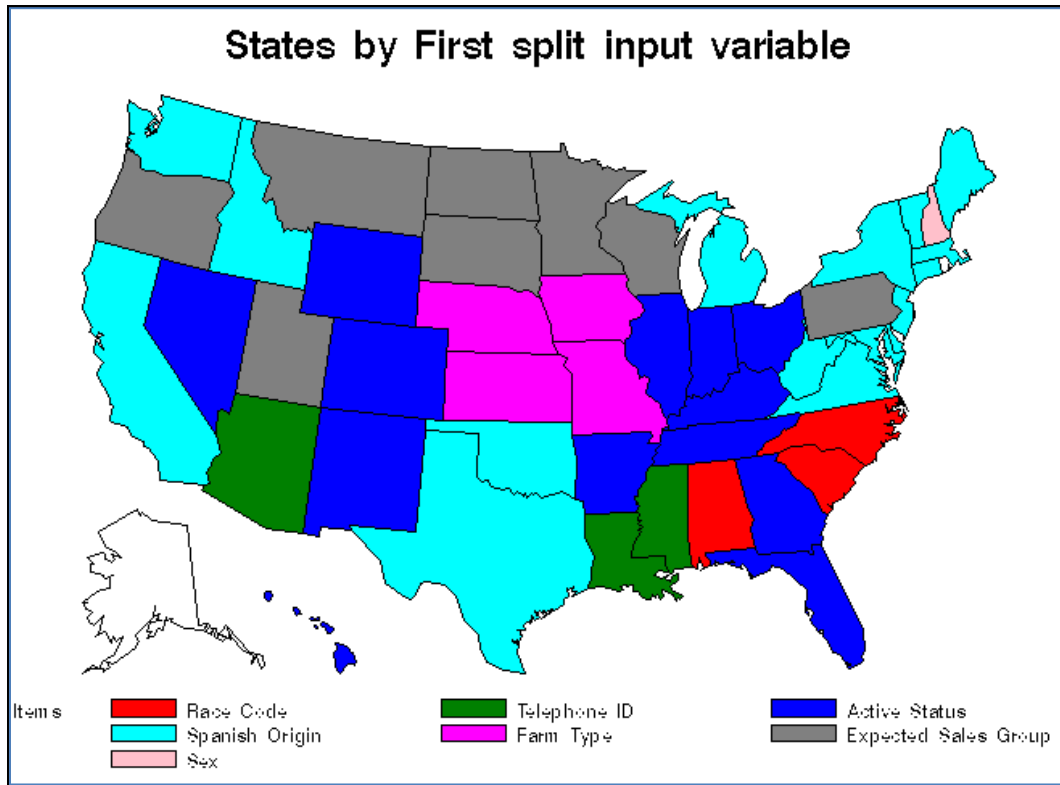 States by First split input variable
Items Race Code Telephone ID Active Status
Spanish Origin Farm Type Expected Sales Group
Sex